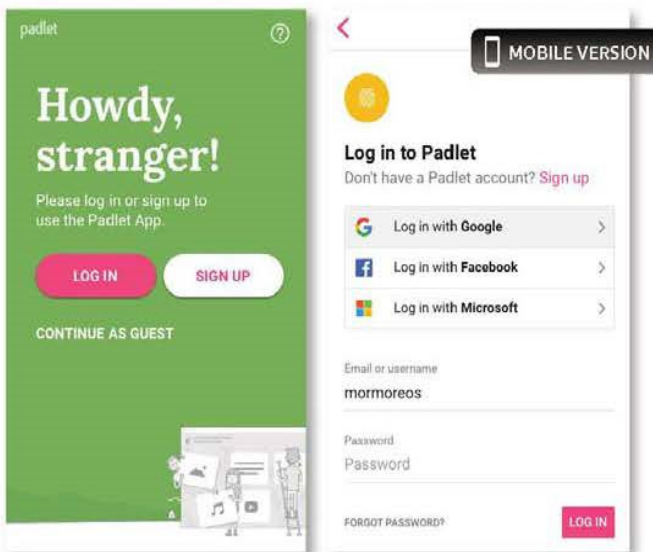 padlet
?
Howdy,
stranger!
Please log in or sign up to
use the Padlet App.
LOG IN
SIGN UP
CONTINUE AS GUEST
MOBILE VERSION
Log in to Padlet
Don't have a Padlet account? Sign up
Log in with Google
Log in with Facebook
Log in with Microsoft
Email or username
mormoreos
Password
Password
FORGOT PASSWORD?
LOG IN